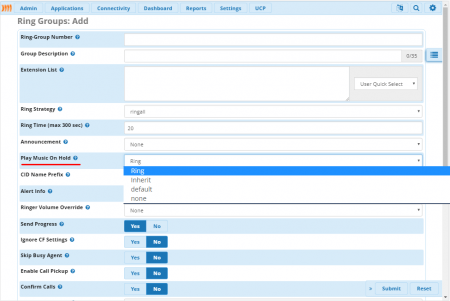 Admin Applications Connectivity Dashboard Reports Settings UCP
Ring Groups: Add
Ring-Group Number
Group Description 0/35
Extension List User Quick Select
Ring Strategy ringall
Ring Time (max 300 sec) 20
Announcement None
Play Music On Hold Ring
Ring
inherit
default
none
CID Name Prefix
Alert Info
Ringer Volume Override None
Send Progress Yes No
Ignore CF Settings Yes No
Skip Busy Agent Yes No
Enable Call Pickup Yes No
Confirm Calls Yes No
Submit Reset